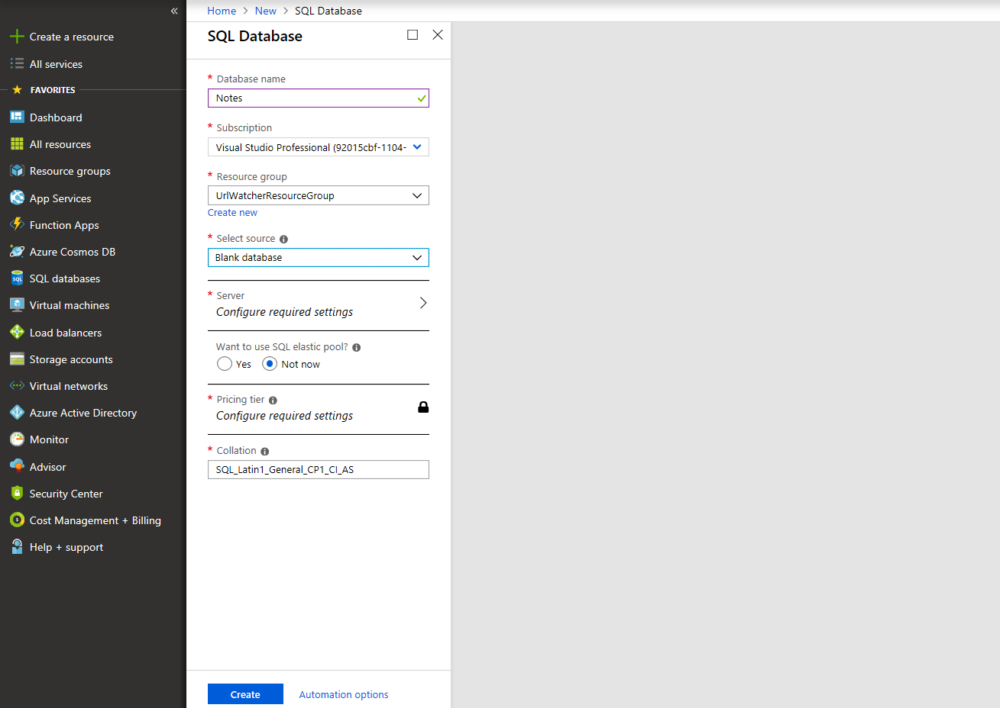 «
Create a resource
All services
FAVORITES
Dashboard
All resources
Resource groups
App Services
Function Apps
Azure Cosmos DB
SQL databases
Virtual machines
Load balancers
Storage accounts
Virtual networks
Azure Active Directory
Monitor
Advisor
Security Center
Cost Management + Billing
Help + support
Home > New > SQL Database
SQL Database
* Database name
Notes
* Subscription
Visual Studio Professional (92015cbf-1104-
* Resource group
UrlWatcherResourceGroup
Create new
* Select source
Blank database
* Server
Configure required settings
Want to use SQL elastic pool?
Yes Not now
* Pricing tier
Configure required settings
* Collation
SQL_Latin1_General_CP1_CI_AS
Create Automation options